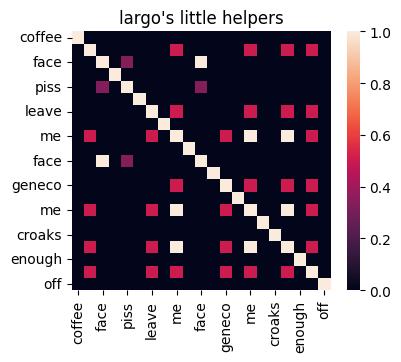 largo's little helpers
coffee
face
piss
leave
me
face
geneco
me
croaks
enough
off
1.0
0.8
0.6
0.4
0.2
0.0
coffee
face
piss
leave
me
face
geneco
me
croaks
enough
off